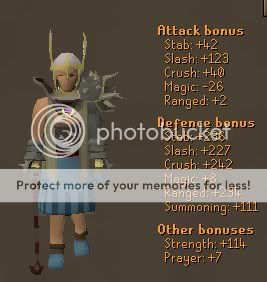 Attack bonus
Stab: +42
Slash: +123
Crush: +40
Magic: -26
Ranged: +2
Defence bonus
photobucket
Slash: +227
Crush: +242
Magic: +8
Protect more of your memories for less!
Summoning: +111
Other bonuses
Strength: +114
Prayer: +7